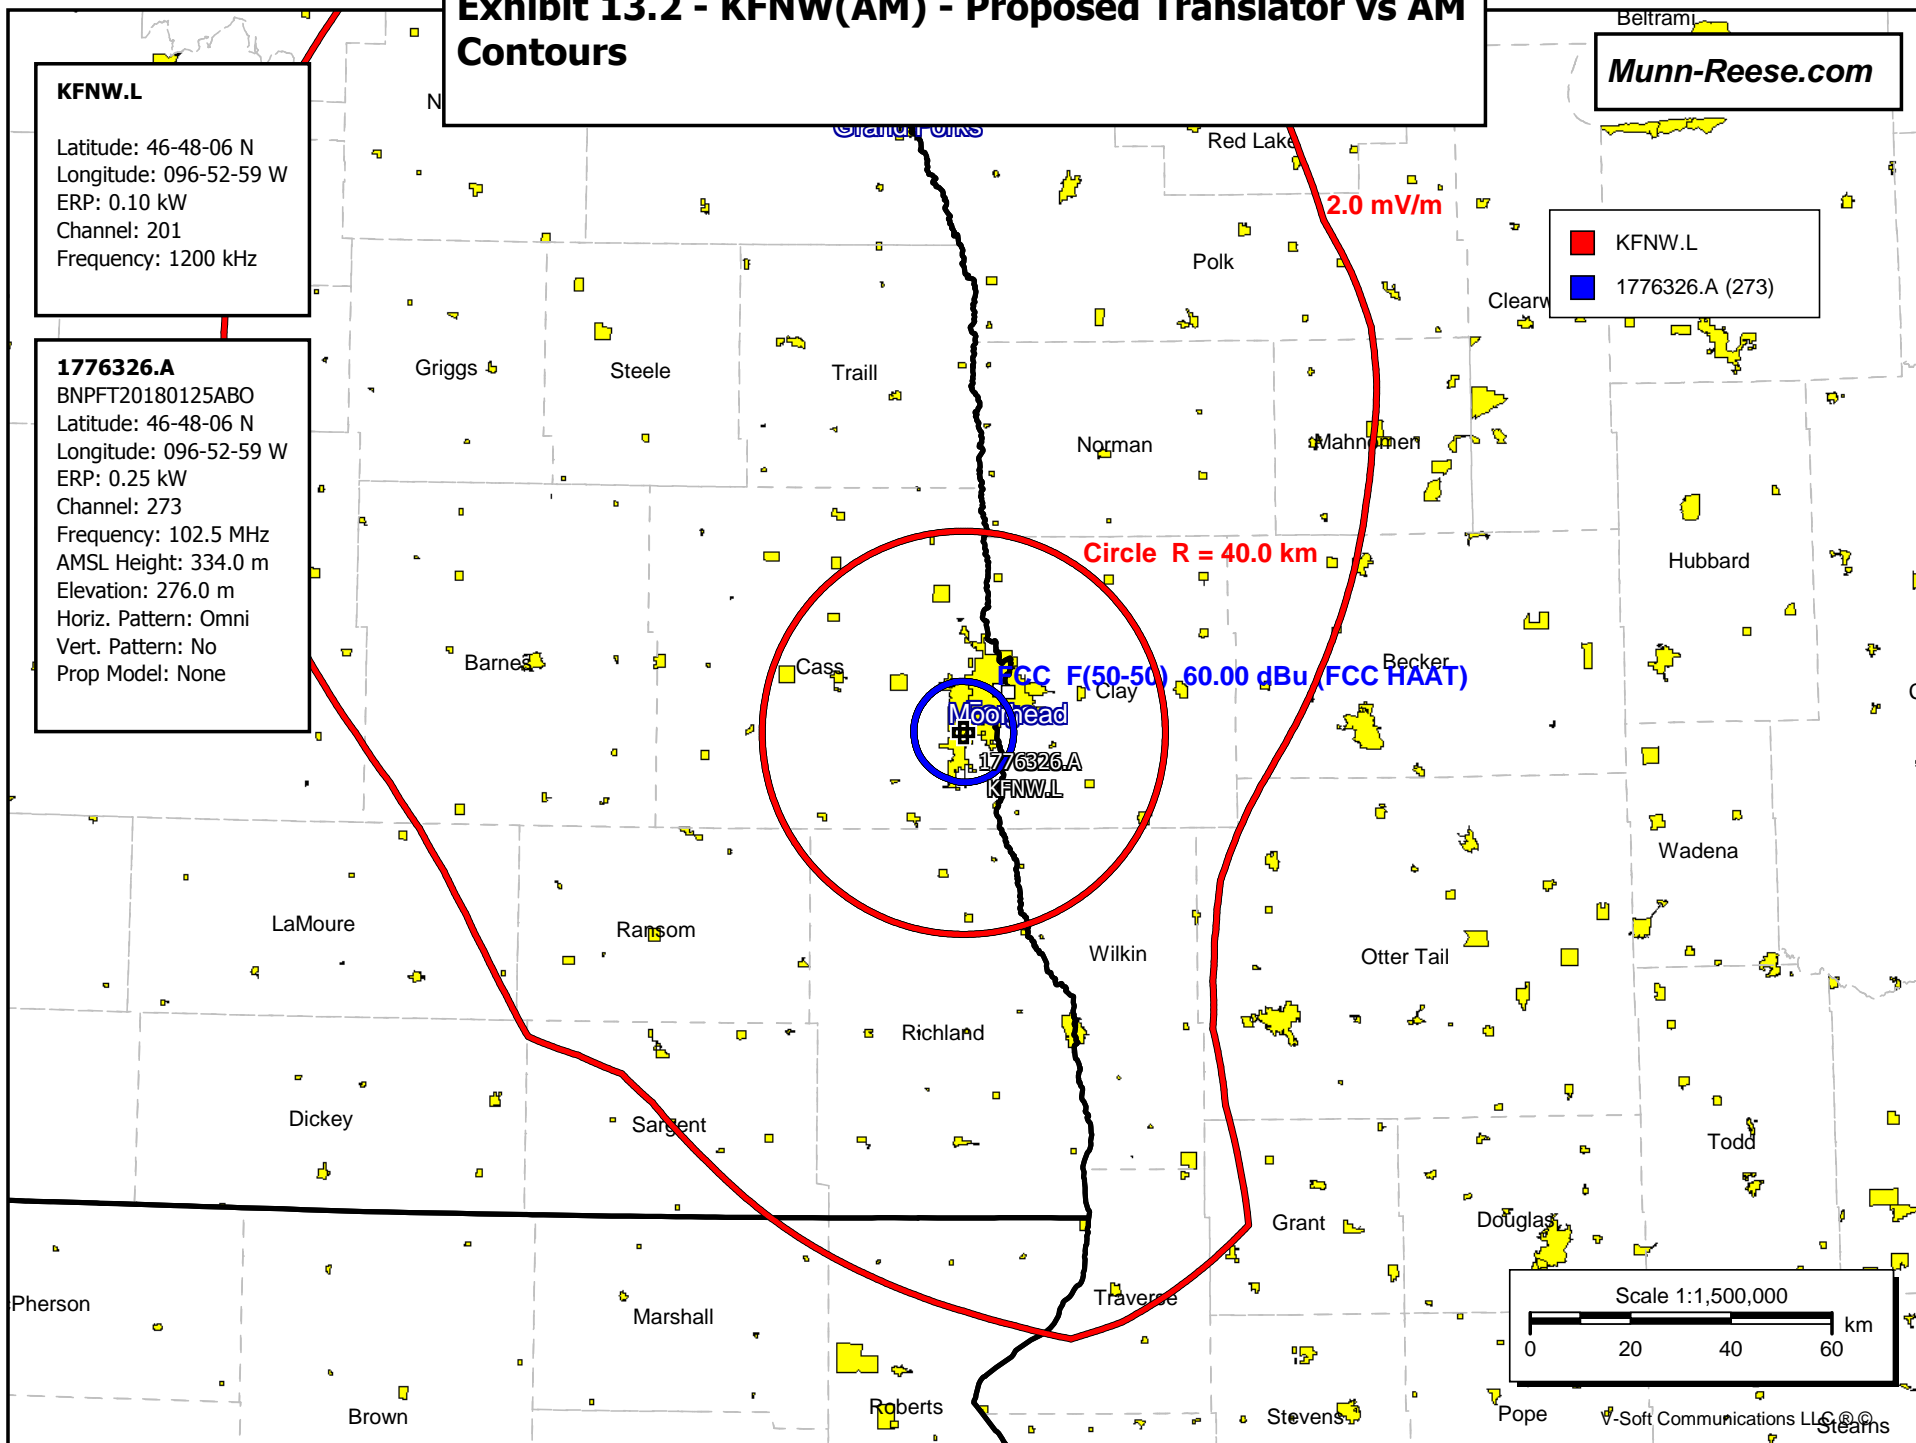 Exhibit 13.2 - KFNW(AM) - Proposed Translator vs AM
Contours
Munn-Reese.com
KFNW.L
Latitude: 46-48-06 N
Longitude: 096-52-59 W
ERP: 0.10 kW
Channel: 201
Frequency: 1200 kHz
1776326.A
BNPFT20180125ABO
Latitude: 46-48-06 N
Longitude: 096-52-59 W
ERP: 0.25 kW
Channel: 273
Frequency: 102.5 MHz
AMSL Height: 334.0 m
Elevation: 276.0 m
Horiz. Pattern: Omni
Vert. Pattern: No
Prop Model: None
KFNW.L
1776326.A (273)
Beltrami
Grand Forks
Red Lake
2.0 mV/m
Polk
Griggs
Steele
Traill
Norman
Mahnomen
Circle R = 40.0 km
Hubbard
Barnes
Cass
FCC F(50-50) 60.00 dBu (FCC HAAT)
Becker
Clay
Moorhead
1776326.A
KFNW.L
Wadena
LaMoure
Ransom
Wilkin
Otter Tail
Richland
Dickey
Sargent
Todd
Grant
Douglas
Pherson
Marshall
Traverse
Scale 1:1,500,000
km
0 20 40 60
Brown
Roberts
Stevens
Pope
V-Soft Communications LLC ® ©
Stearns